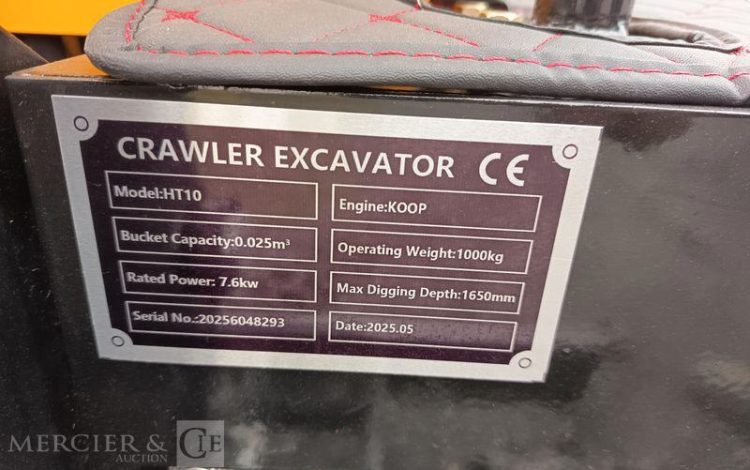 CRAWLER EXCAVATOR CE
Model:HT10
Engine:KOOP
Bucket Capacity:0.025m³
Operating Weight:1000kg
Rated Power: 7.6kw
Max Digging Depth:1650mm
Serial No.:20256048293
Date:2025.05
MERCIER & CIE
AUCTION